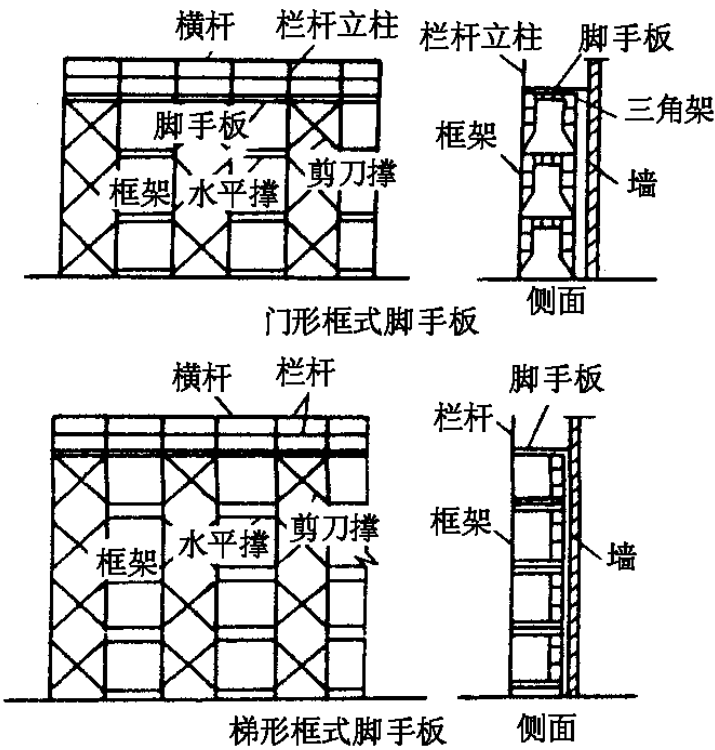 横杆
栏杆立柱
栏杆立柱
脚手板
脚手板
三角架
框架
剪刀撑
框架
水平撑
墙
侧面
门形框式脚手板
横杆
栏杆
脚手板
栏杆
框架
剪刀撑
水平撑
框架
墙
梯形框式脚手板
侧面